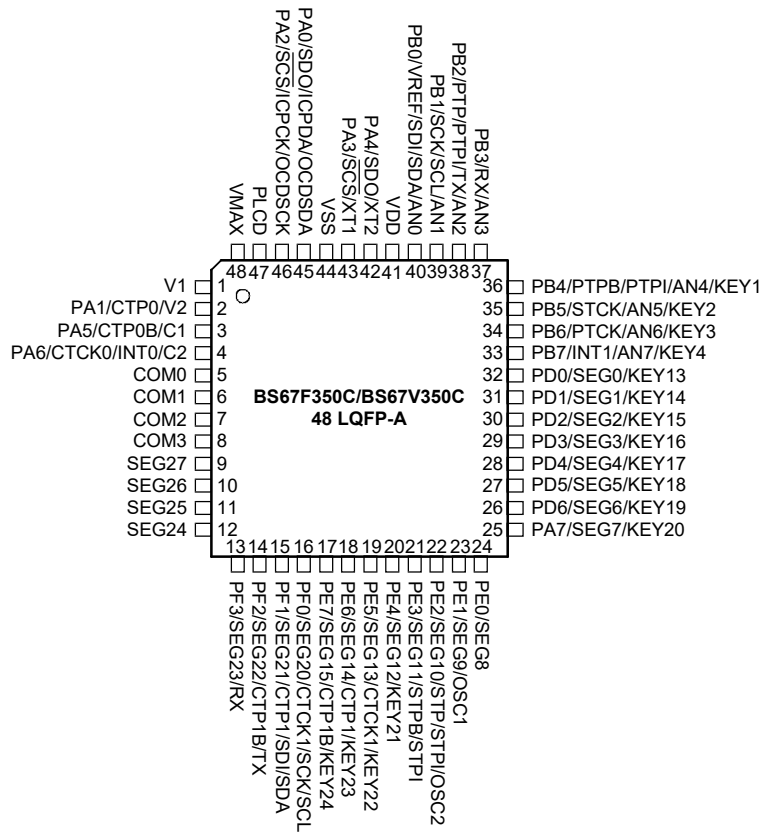 PA2/SCS/ICPCK/OCDSCK
PA0/SDO/ICPDA/OCDSDA
PB0/VREF/SDI/SDA/AN0
PB1/SCK/SCL/AN1
PB2/PTP/PTPI/TX/AN2
PB3/RX/AN3
PA3/SCS/XT1
PA4/SDO/XT2
VMAX
PLCD
VSS
VDD
48 47 46 45 44 43 42 41 40 39 38 37
V1 1
PA1/CTP0/V2 2
PA5/CTP0B/C1 3
PA6/CTCK0/INT0/C2 4
COM0 5
COM1 6
COM2 7
COM3 8
SEG27 9
SEG26 10
SEG25 11
SEG24 12
BS67F350C/BS67V350C
48 LQFP-A
36 PB4/PTPB/PTPI/AN4/KEY1
35 PB5/STCK/AN5/KEY2
34 PB6/PTCK/AN6/KEY3
33 PB7/INT1/AN7/KEY4
32 PD0/SEG0/KEY13
31 PD1/SEG1/KEY14
30 PD2/SEG2/KEY15
29 PD3/SEG3/KEY16
28 PD4/SEG4/KEY17
27 PD5/SEG5/KEY18
26 PD6/SEG6/KEY19
25 PA7/SEG7/KEY20
13 14 15 16 17 18 19 20 21 22 23 24
PF3/SEG23/RX
PF2/SEG22/CTP1B/TX
PF1/SEG21/CTP1/SDI/SDA
PF0/SEG20/CTCK1/SCK/SCL
PE7/SEG15/CTP1B/KEY24
PE6/SEG14/CTP1/KEY23
PE5/SEG13/CTCK1/KEY22
PE4/SEG12/KEY21
PE3/SEG11/STPB/STPI
PE2/SEG10/STP/STPI/OSC2
PE1/SEG9/OSC1
PE0/SEG8